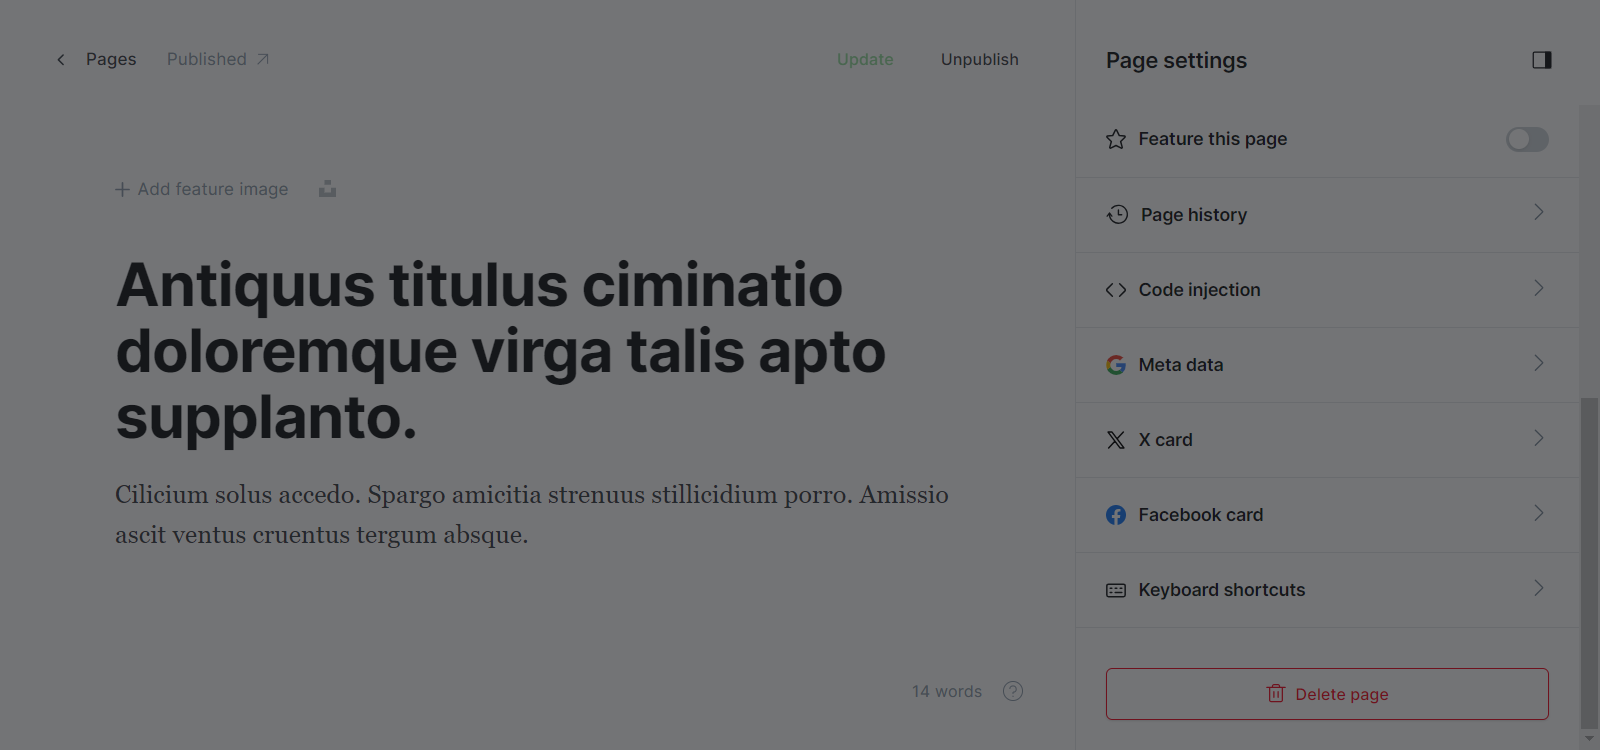 Pages
Published
Update
Unpublish
Add feature image
Antiquus titulus ciminatio
doloremque virga talis apto
supplanto.
Cilicium solus accedo. Spargo amicitia strenuus stillicidium porro. Amissio
ascit ventus cruentus tergum absque.
14 words
?
Page settings
Feature this page
Page history
Code injection
Meta data
X card
Facebook card
Keyboard shortcuts
Delete page